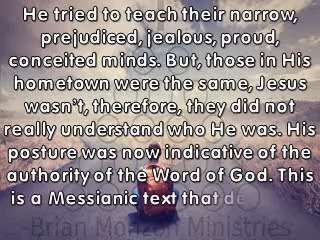 He tried to teach their narrow,
prejudiced, jealous, proud,
conceited minds. But, those in His
hometown were the same, Jesus
wasn't, therefore, they did not
really understand who He was. His
posture was now indicative of the
authority of the Word of God. This
is a Messianic text that
Brian Monzon Ministries